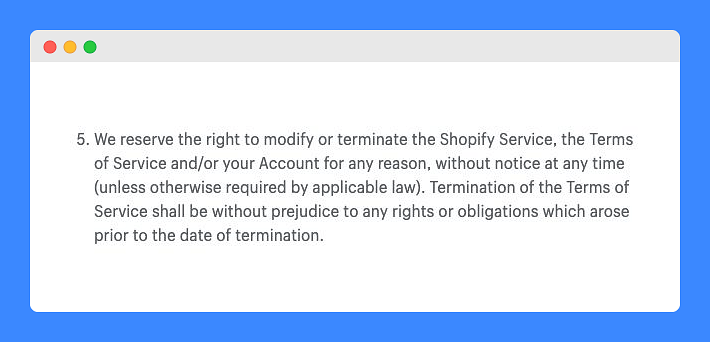 5. We reserve the right to modify or terminate the Shopify Service, the Terms
of Service and/or your Account for any reason, without notice at any time
(unless otherwise required by applicable law). Termination of the Terms of
Service shall be without prejudice to any rights or obligations which arose
prior to the date of termination.